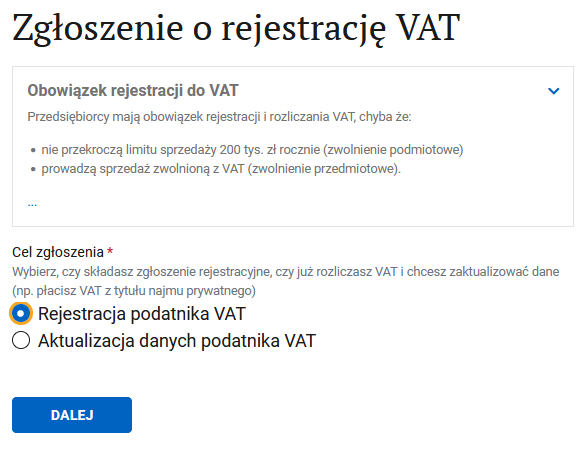 Zgłoszenie o rejestrację VAT
Obowiązek rejestracji do VAT
Przedsiębiorcy mają obowiązek rejestracji i rozliczania VAT, chyba że:
• nie przekroczą limitu sprzedaży 200 tys. zł rocznie (zwolnienie podmiotowe)
• prowadzą sprzedaż zwolnioną z VAT (zwolnienie przedmiotowe).
...
Cel zgłoszenia *
Wybierz, czy składasz zgłoszenie rejestracyjne, czy już rozliczasz VAT i chcesz zaktualizować dane
(np. płacisz VAT z tytułu najmu prywatnego)
Rejestracja podatnika VAT
Aktualizacja danych podatnika VAT
DALEJ